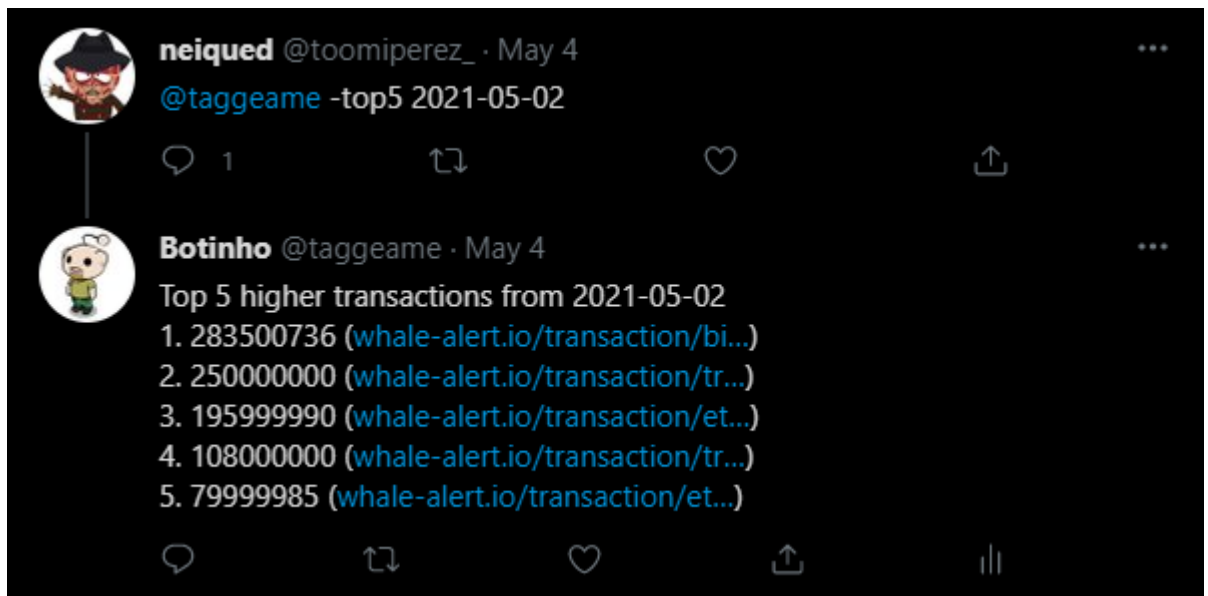 neiqued @toomiperez_ · May 4
@taggeame -top5 2021-05-02
1
Botinho @taggeame · May 4
Top 5 higher transactions from 2021-05-02
1. 283500736 (whale-alert.io/transaction/bi...)
2. 250000000 (whale-alert.io/transaction/tr...)
3. 195999990 (whale-alert.io/transaction/et...)
4. 108000000 (whale-alert.io/transaction/tr...)
5. 79999985 (whale-alert.io/transaction/et...)